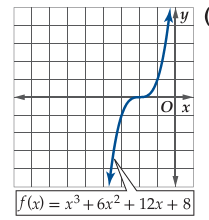 y
O x
f(x) = x³ + 6x² + 12x + 8